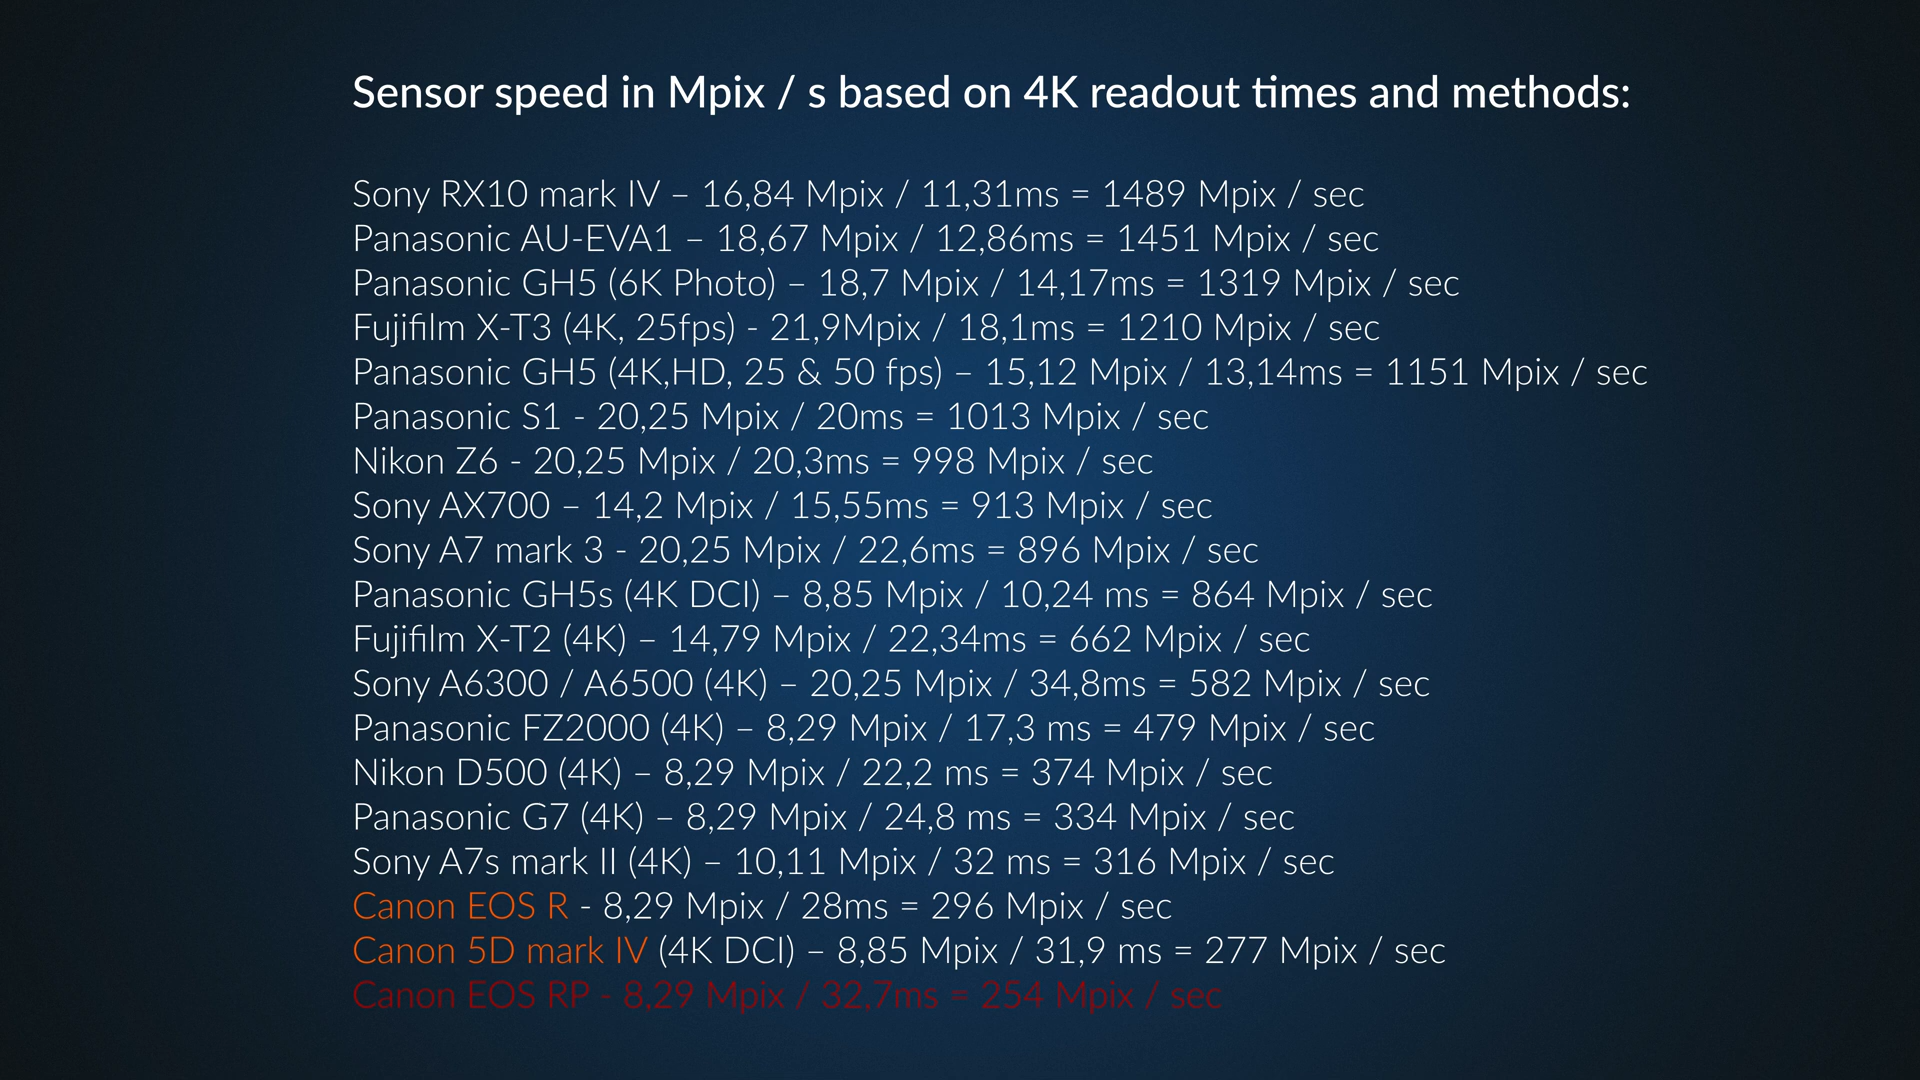 Sensor speed in Mpix / s based on 4K readout times and methods:
Sony RX10 mark IV – 16,84 Mpix / 11,31ms = 1489 Mpix / sec
Panasonic AU-EVA1 – 18,67 Mpix / 12,86ms = 1451 Mpix / sec
Panasonic GH5 (6K Photo) – 18,7 Mpix / 14,17ms = 1319 Mpix / sec
Fujifilm X-T3 (4K, 25fps) - 21,9Mpix / 18,1ms = 1210 Mpix / sec
Panasonic GH5 (4K,HD, 25 & 50 fps) – 15,12 Mpix / 13,14ms = 1151 Mpix / sec
Panasonic S1 - 20,25 Mpix / 20ms = 1013 Mpix / sec
Nikon Z6 - 20,25 Mpix / 20,3ms = 998 Mpix / sec
Sony AX700 – 14,2 Mpix / 15,55ms = 913 Mpix / sec
Sony A7 mark 3 - 20,25 Mpix / 22,6ms = 896 Mpix / sec
Panasonic GH5s (4K DCI) – 8,85 Mpix / 10,24 ms = 864 Mpix / sec
Fujifilm X-T2 (4K) – 14,79 Mpix / 22,34ms = 662 Mpix / sec
Sony A6300 / A6500 (4K) – 20,25 Mpix / 34,8ms = 582 Mpix / sec
Panasonic FZ2000 (4K) – 8,29 Mpix / 17,3 ms = 479 Mpix / sec
Nikon D500 (4K) – 8,29 Mpix / 22,2 ms = 374 Mpix / sec
Panasonic G7 (4K) – 8,29 Mpix / 24,8 ms = 334 Mpix / sec
Sony A7s mark II (4K) – 10,11 Mpix / 32 ms = 316 Mpix / sec
Canon EOS R - 8,29 Mpix / 28ms = 296 Mpix / sec
Canon 5D mark IV (4K DCI) – 8,85 Mpix / 31,9 ms = 277 Mpix / sec
Canon EOS RP - 8,29 Mpix / 32,7ms = 254 Mpix / sec